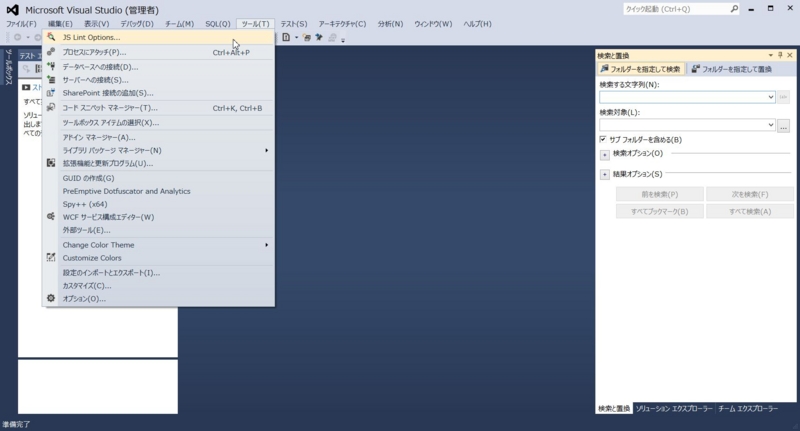 Microsoft Visual Studio (管理者)
クイック起動 (Ctrl+Q)
ファイル(F) 編集(E) 表示(V) デバッグ(D) チーム(M) SQL(Q) ツール(T) テスト(S) アーキテクチャ(C) 分析(N) ウィンドウ(W) ヘルプ(H)
ツールボックス
テスト エ
JS Lint Options...
プロセスにアタッチ(P)... Ctrl+Alt+P
データベースへの接続(D)...
サーバーへの接続(S)...
SharePoint 接続の追加(S)...
コード スニペット マネージャー(T)... Ctrl+K, Ctrl+B
ツールボックス アイテムの選択(X)...
アドイン マネージャー(A)...
ライブラリ パッケージ マネージャー(N)
拡張機能と更新プログラム(U)...
GUID の作成(G)
PreEmptive Dotfuscator and Analytics
Spy++ (x64)
WCF サービス構成エディター(W)
外部ツール(E)...
Change Color Theme
Customize Colors
設定のインポートとエクスポート(I)...
カスタマイズ(C)...
オプション(O)...
すべて
ソリュー
出しま
べての
検索と置換
フォルダーを指定して検索 フォルダーを指定して置換
検索する文字列(N):
検索対象(L):
...
サブ フォルダーを含める(B)
検索オプション(O)
結果オプション(S)
前を検索(P) 次を検索(F)
すべてブックマーク(B) すべて検索(A)
検索と置換 ソリューション エクスプローラー チーム エクスプローラー
準備完了